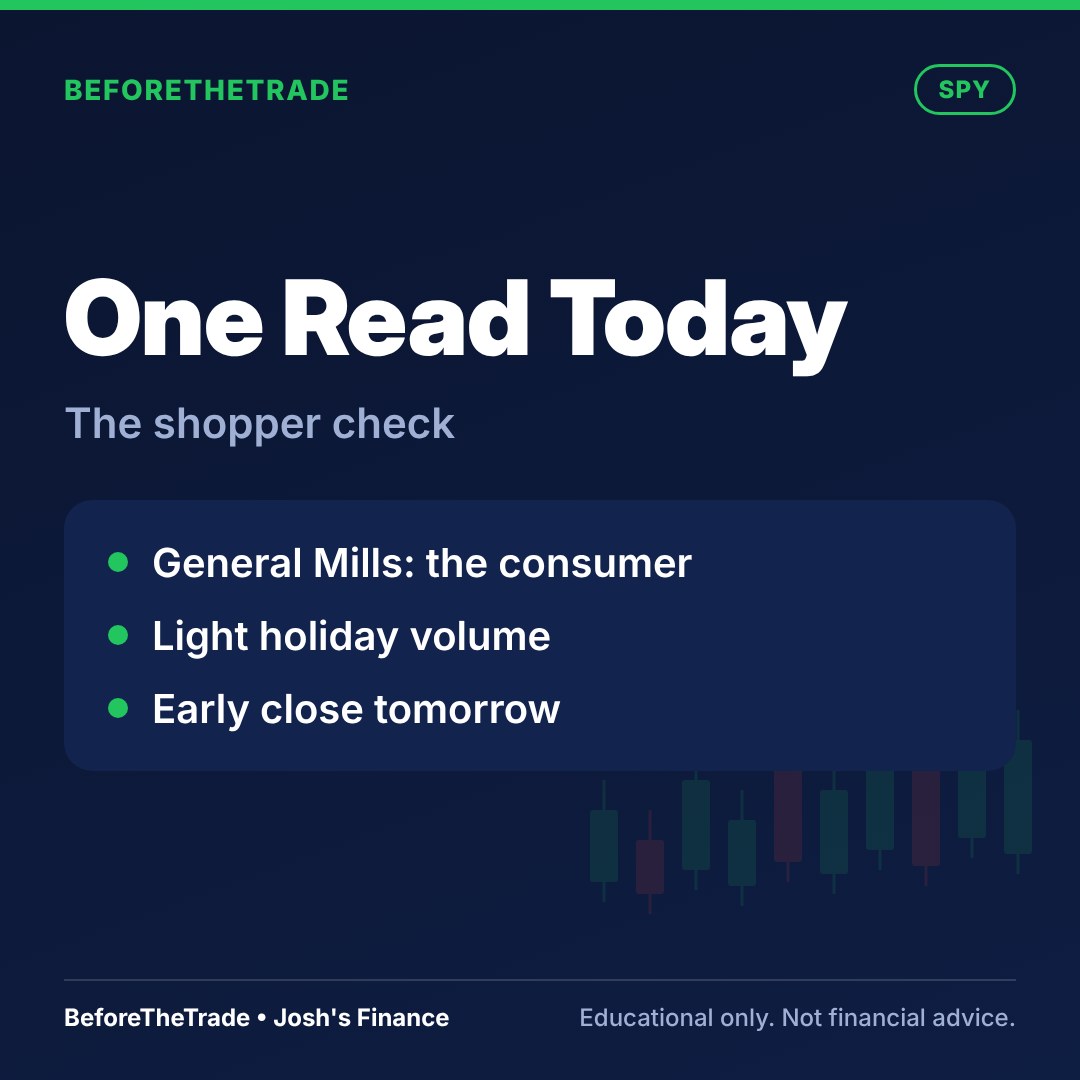 BEFORETHETRADE
SPY
One Read Today
The shopper check
General Mills: the consumer
Light holiday volume
Early close tomorrow
BeforeTheTrade • Josh's Finance
Educational only. Not financial advice.